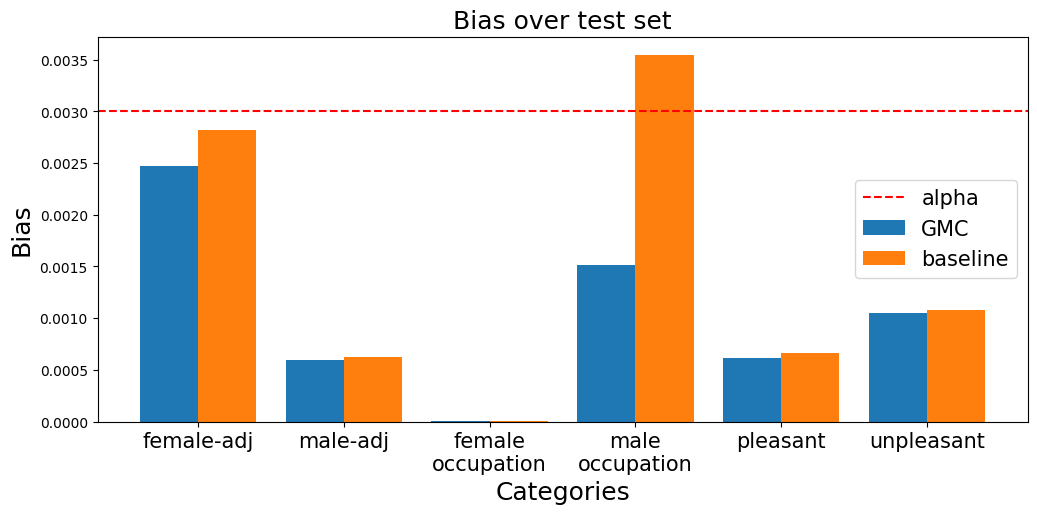 Bias over test set
0.0035
0.0030
0.0025
0.0020
0.0015
0.0010
0.0005
0.0000
Bias
alpha
GMC
baseline
female-adj
male-adj
female
occupation
male
occupation
pleasant
unpleasant
Categories